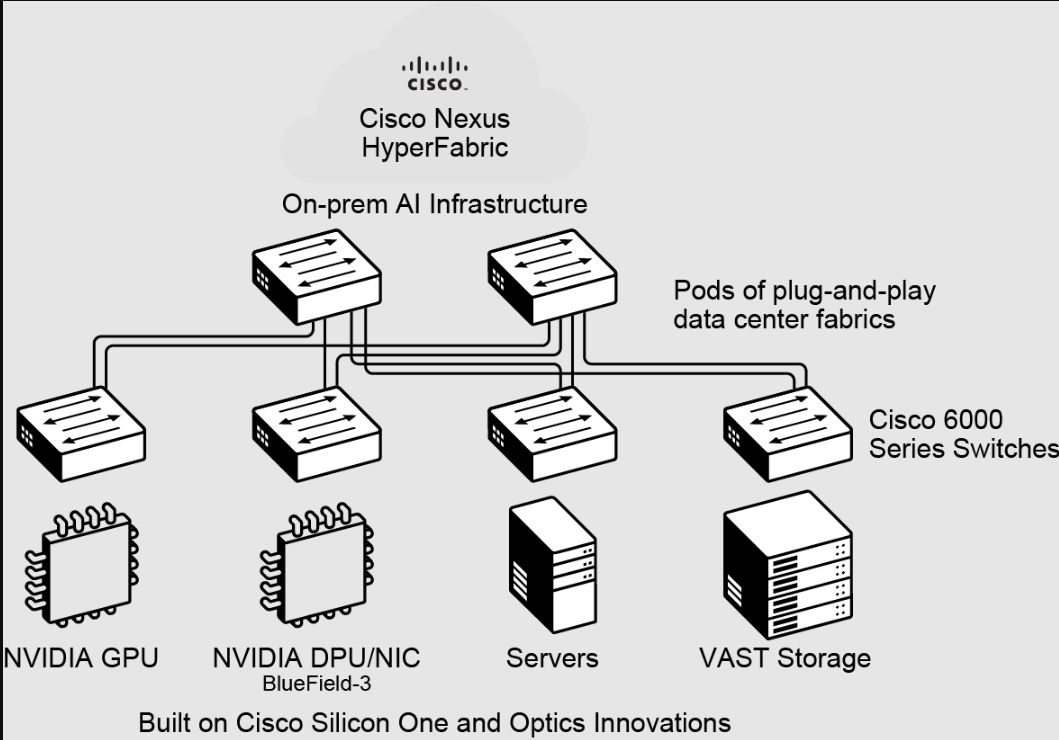 CISCO
Cisco Nexus
HyperFabric
On-prem AI Infrastructure
Pods of plug-and-play
data center fabrics
Cisco 6000
Series Switches
NVIDIA GPU
NVIDIA DPU/NIC
BlueField-3
Servers
VAST Storage
Built on Cisco Silicon One and Optics Innovations